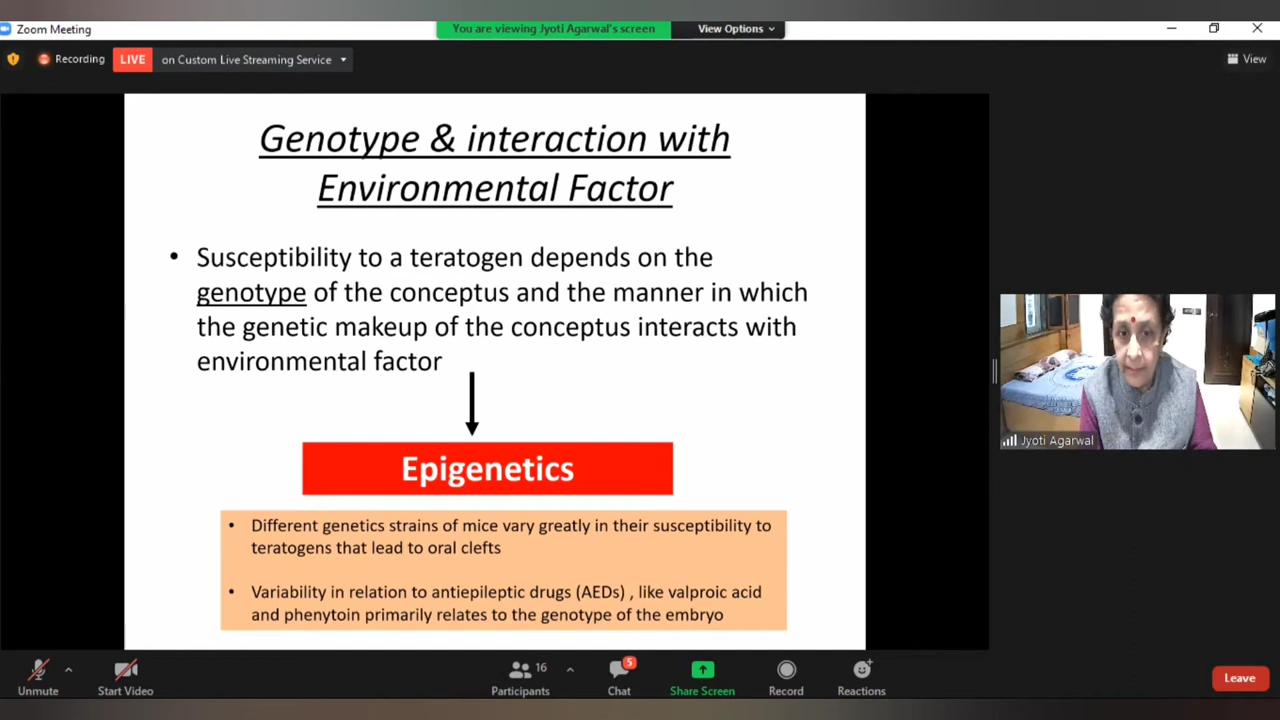 Zoom Meeting
You are viewing Jyoti Agarwal's screen
View Options
Recording
LIVE
on Custom Live Streaming Service
View
Genotype & interaction with
Environmental Factor
• Susceptibility to a teratogen depends on the
genotype of the conceptus and the manner in which
the genetic makeup of the conceptus interacts with
environmental factor
Epigenetics
• Different genetics strains of mice vary greatly in their susceptibility to
teratogens that lead to oral clefts
• Variability in relation to antiepileptic drugs (AEDs) , like valproic acid
and phenytoin primarily relates to the genotype of the embryo
Jyoti Agarwal
Unmute
Start Video
16
Participants
5
Chat
Share Screen
Record
Reactions
Leave